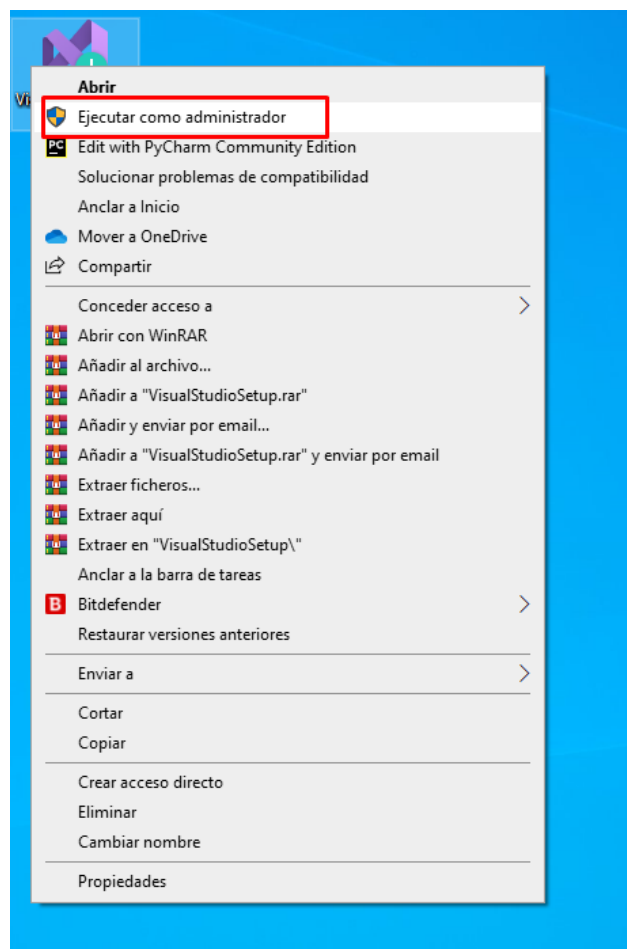 Vi
Abrir
Ejecutar como administrador
PC
Edit with PyCharm Community Edition
Solucionar problemas de compatibilidad
Anclar a Inicio
Mover a OneDrive
Compartir
Conceder acceso a
Abrir con WinRAR
Añadir al archivo...
Añadir a "VisualStudioSetup.rar"
Añadir y enviar por email...
Añadir a "VisualStudioSetup.rar" y enviar por email
Extraer ficheros...
Extraer aquí
Extraer en "VisualStudioSetup\"
Anclar a la barra de tareas
B
Bitdefender
Restaurar versiones anteriores
Enviar a
Cortar
Copiar
Crear acceso directo
Eliminar
Cambiar nombre
Propiedades